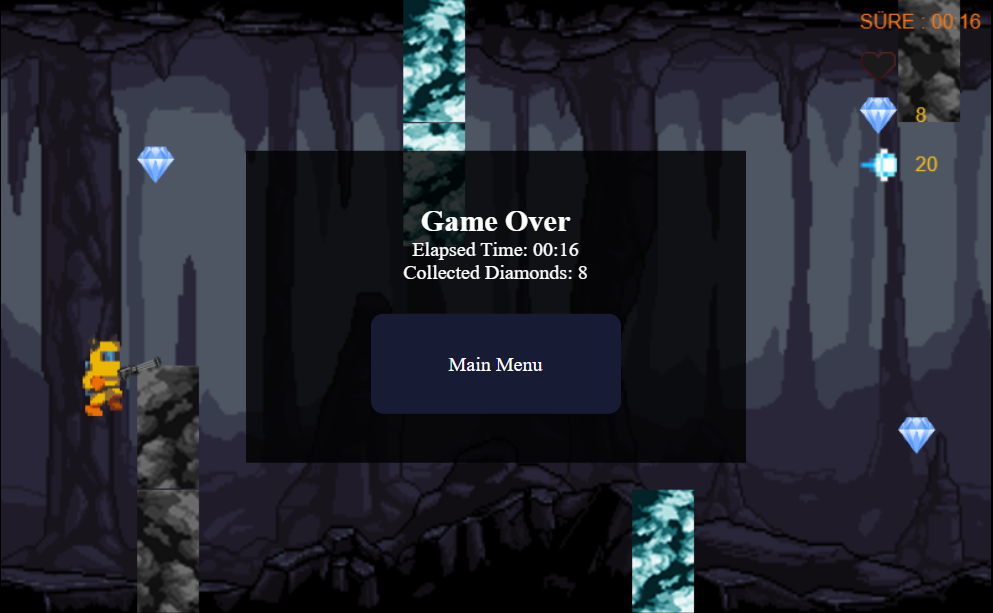 SÜRE : 00:16
8
20
Game Over
Elapsed Time: 00:16
Collected Diamonds: 8
Main Menu